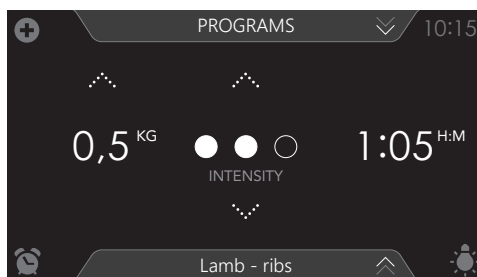 PROGRAMS
10:15
0,5 KG
1:05 H:M
INTENSITY
Lamb - ribs